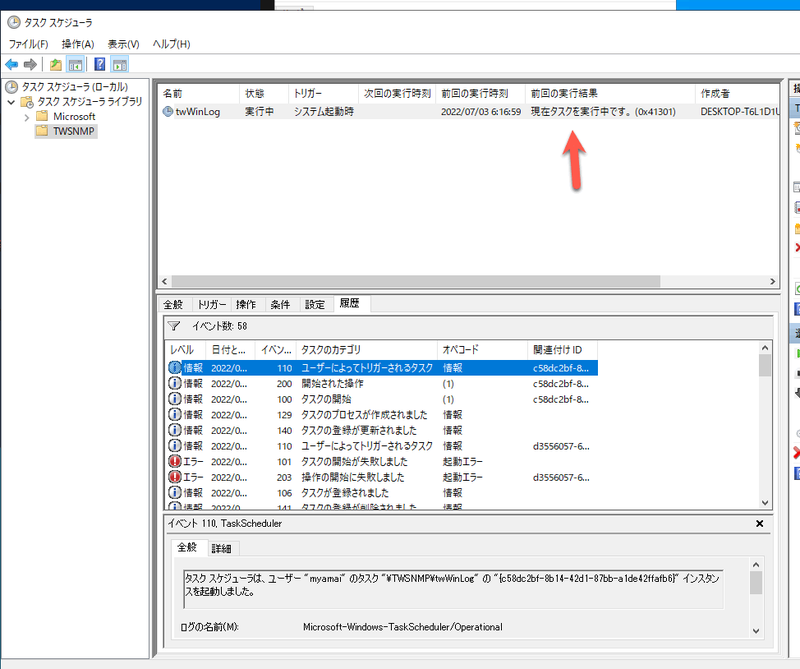 タスク スケジューラ
ファイル(F) 操作(A) 表示(V) ヘルプ(H)
タスク スケジューラ (ローカル)
タスク スケジューラ ライブラリ
Microsoft
TWSNMP
名前 状態 トリガー 次回の実行時刻 前回の実行時刻 前回の実行結果 作成者
twWinLog 実行中 システム起動時 2022/07/03 6:16:59 現在タスクを実行中です。 (0x41301) DESKTOP-T6L1D1U
全般 トリガー 操作 条件 設定 履歴
イベント数: 58
レベル 日付と... イベン... タスクのカテゴリ オペコード 関連付け ID
情報 2022/0... 110 ユーザーによってトリガーされるタスク 情報 c58dc2bf-8...
情報 2022/0... 200 開始された操作 (1) c58dc2bf-8...
情報 2022/0... 100 タスクの開始 (1) c58dc2bf-8...
情報 2022/0... 129 タスクのプロセスが作成されました 情報
情報 2022/0... 140 タスクの登録が更新されました 情報
情報 2022/0... 110 ユーザーによってトリガーされるタスク 情報 d3556057-6...
エラー 2022/0... 101 タスクの開始が失敗しました 起動エラー
エラー 2022/0... 203 操作の開始に失敗しました 起動エラー d3556057-6...
情報 2022/0... 106 タスクが登録されました 情報
情報 2022/0... 141 タスクの登録が削除されました 情報
イベント 110, TaskScheduler
全般 詳細
タスク スケジューラは、ユーザー "myamai" のタスク "\TWSNMP\twWinLog" の "{c58dc2bf-8b14-42d1-87bb-a1de42ffafb6}" インスタン
スを起動しました。
ログの名前(M): Microsoft-Windows-TaskScheduler/Operational